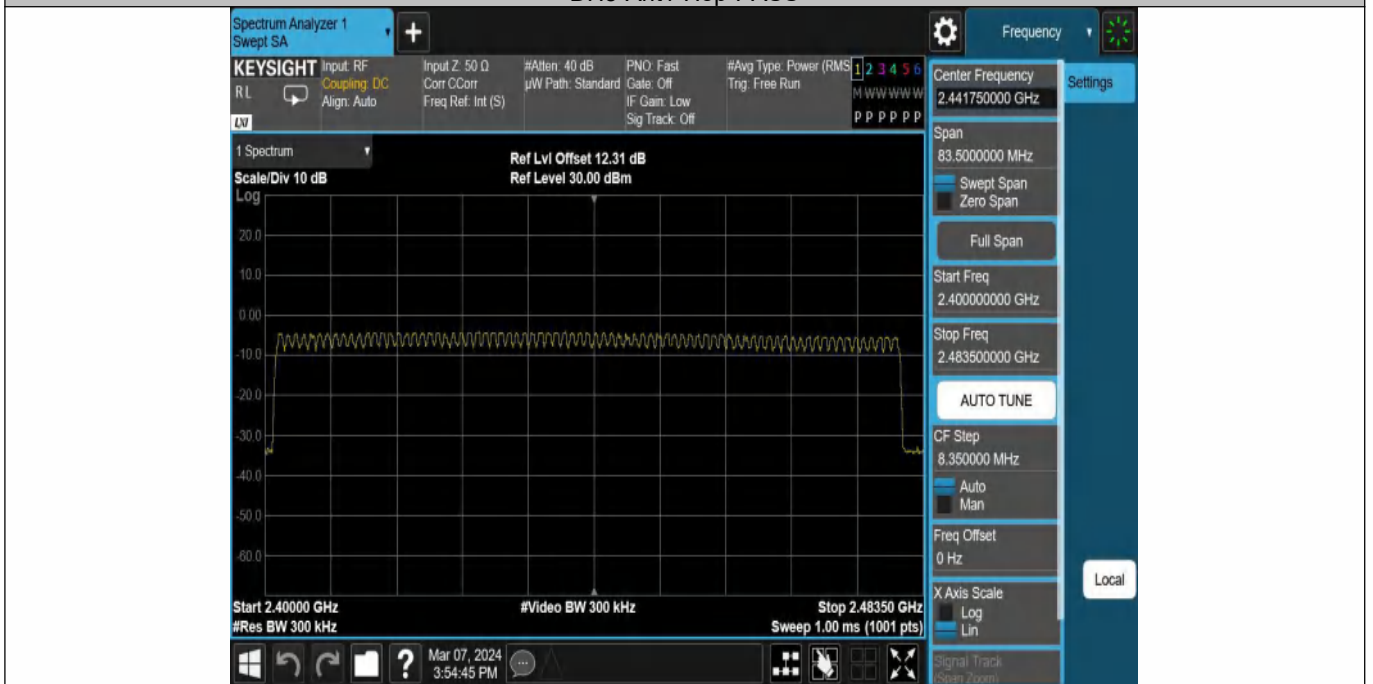 Spectrum Analyzer 1
Swept SA
+
Frequency
KEYSIGHT
RL
LXI
Input: RF
Coupling: DC
Align: Auto
Input Z: 50 Ω
Corr CCorr
Freq Ref: Int (S)
#Atten: 40 dB
µW Path: Standard
PNO: Fast
Gate: Off
IF Gain: Low
Sig Track: Off
#Avg Type: Power (RMS
Trig: Free Run
1 2 3 4 5 6
M W W W W W
P P P P P P
1 Spectrum
Scale/Div 10 dB
Ref Lvl Offset 12.31 dB
Ref Level 30.00 dBm
Log
20.0
10.0
0.00
-10.0
-20.0
-30.0
-40.0
-50.0
-60.0
Start 2.40000 GHz
#Res BW 300 kHz
#Video BW 300 kHz
Stop 2.48350 GHz
Sweep 1.00 ms (1001 pts)
Mar 07, 2024
3:54:45 PM
Center Frequency
2.441750000 GHz
Settings
Span
83.5000000 MHz
Swept Span
Zero Span
Full Span
Start Freq
2.400000000 GHz
Stop Freq
2.483500000 GHz
AUTO TUNE
CF Step
8.350000 MHz
Auto
Man
Freq Offset
0 Hz
X Axis Scale
Log
Lin
Local
Signal Track
(Span Zoom)